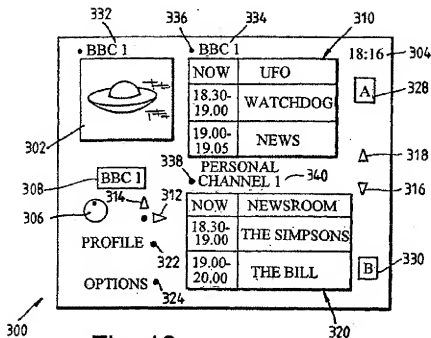 332
336
334
310
• BBC 1
• BBC 1
18:16
304
NOW UFO
A
328
18.30-19.00 WATCHDOG
302
19.00-19.05 NEWS
318
338
PERSONAL
CHANNEL 1
340
308
BBC 1
314
312
316
306
NOW NEWSROOM
PROFILE
322
18.30-19.00 THE SIMPSONS
19.00-20.00 THE BILL
B
330
OPTIONS
324
300
320